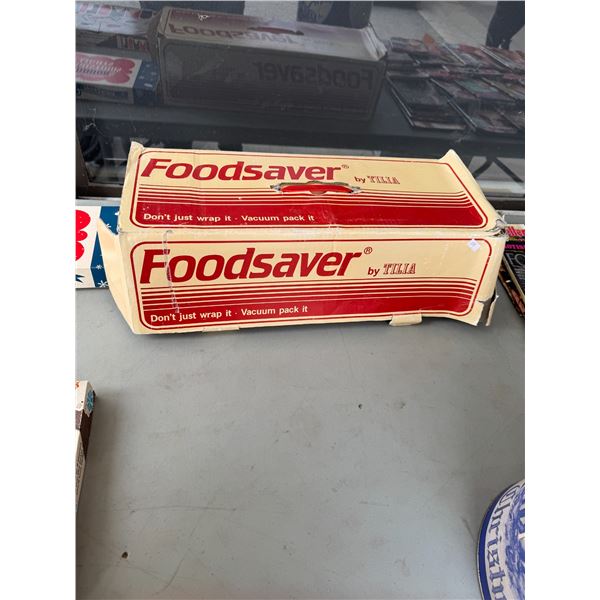 Foodsaver® by TILIA
Don't just wrap it · Vacuum pack it
Foodsaver® by TILIA
Don't just wrap it · Vacuum pack it
Christ